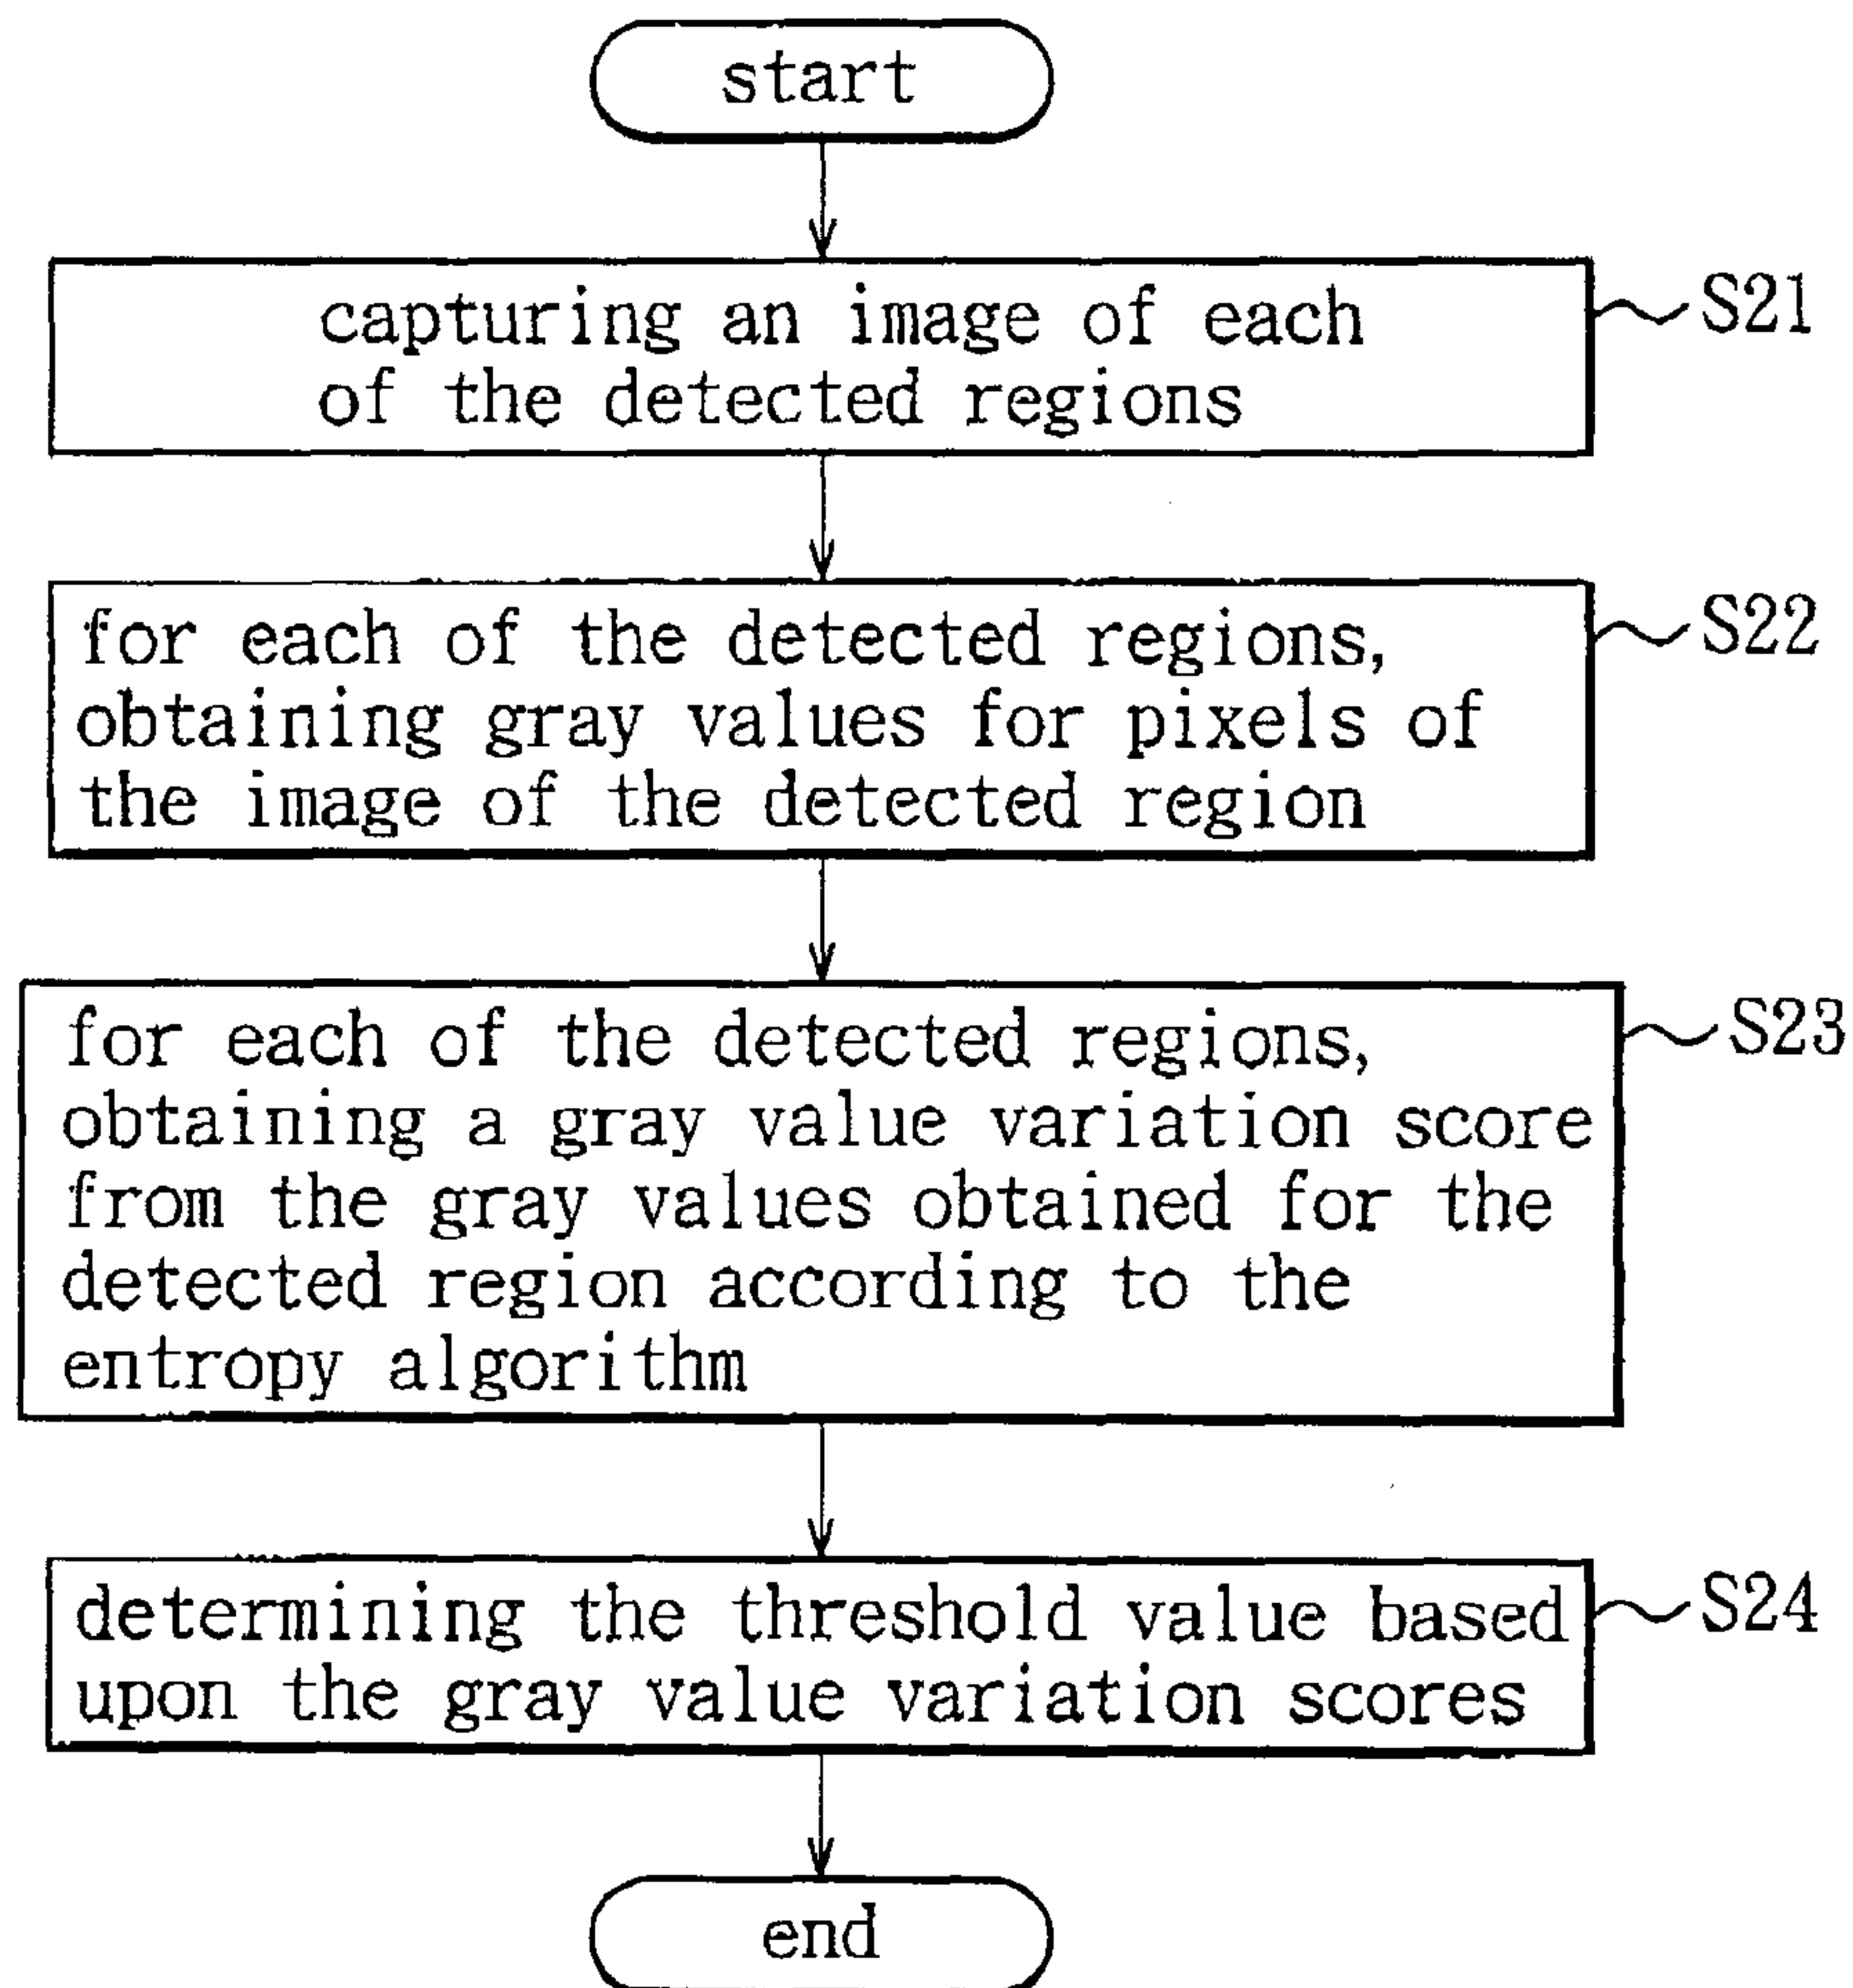 start
capturing an image of each
of the detected regions
S21
for each of the detected regions,
obtaining gray values for pixels of
the image of the detected region
S22
for each of the detected regions,
obtaining a gray value variation score
from the gray values obtained for the
detected region according to the
entropy algorithm
S23
determining the threshold value based
upon the gray value variation scores
S24
end